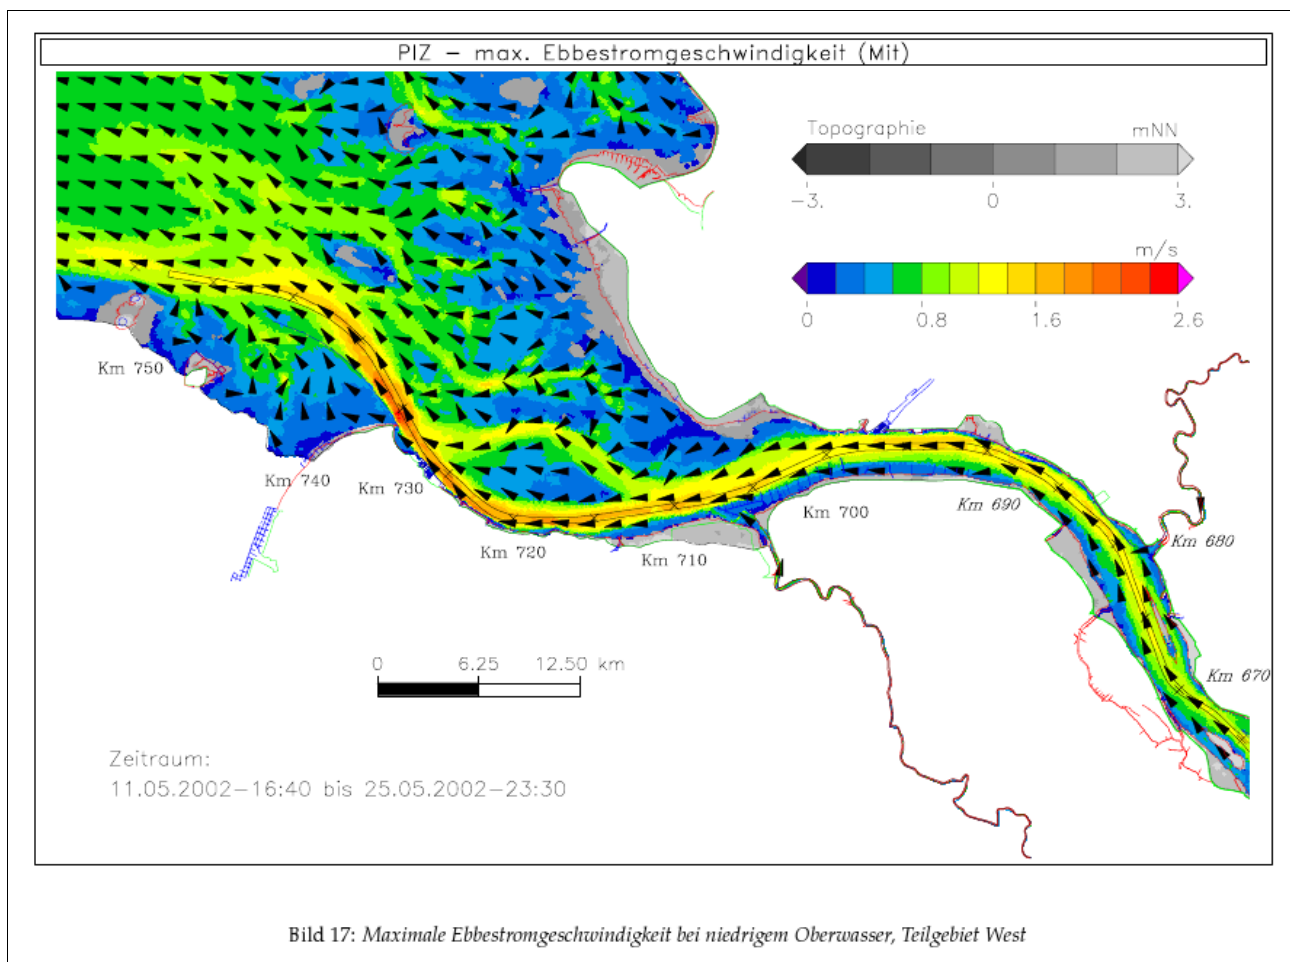 PIZ – max. Ebbestromgeschwindigkeit (Mit)
Topographie mNN
-3. 0 3.
m/s
0 0.8 1.6 2.6
Km 750
Km 740
Km 730
Km 720
Km 710
Km 700
Km 690
Km 680
Km 670
0 6.25 12.50 km
Zeitraum:
11.05.2002–16:40 bis 25.05.2002–23:30
Bild 17: Maximale Ebbestromgeschwindigkeit bei niedrigem Oberwasser, Teilgebiet West